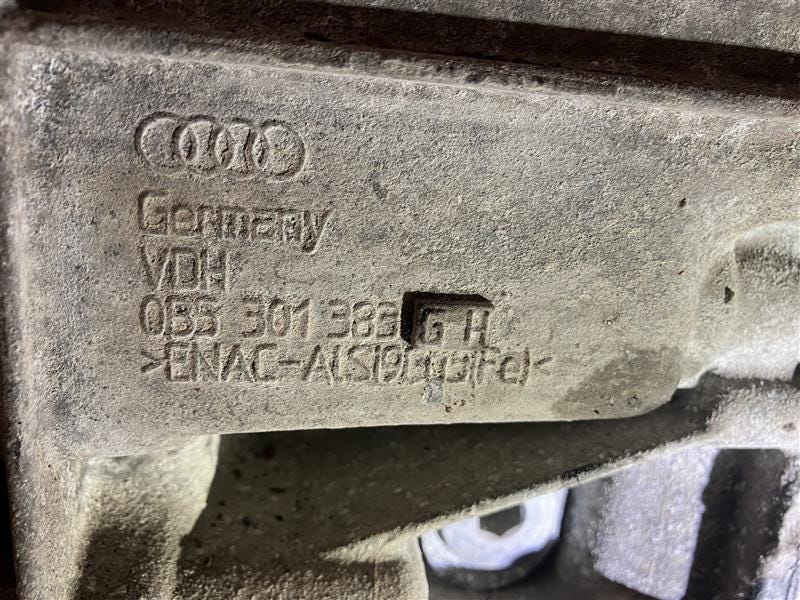 Germany
VDH
0B5 301 383 G H
>ENAC-AlSi9Cu3(Fe)<